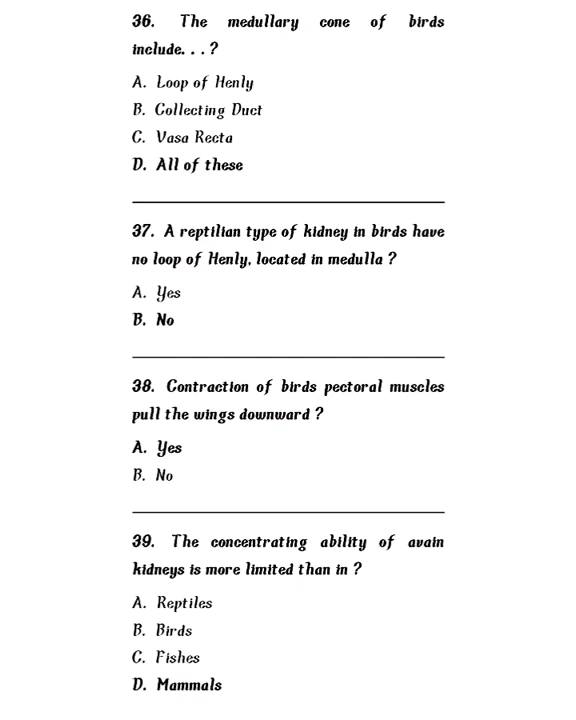 36. The medullary cone of birds
include. . . ?
A. Loop of Henly
B. Collecting Duct
C. Vasa Recta
D. All of these
37. A reptilian type of kidney in birds have
no loop of Henly, located in medulla ?
A. Yes
B. No
38. Contraction of birds pectoral muscles
pull the wings downward ?
A. Yes
B. No
39. The concentrating ability of avain
kidneys is more limited than in ?
A. Reptiles
B. Birds
C. Fishes
D. Mammals